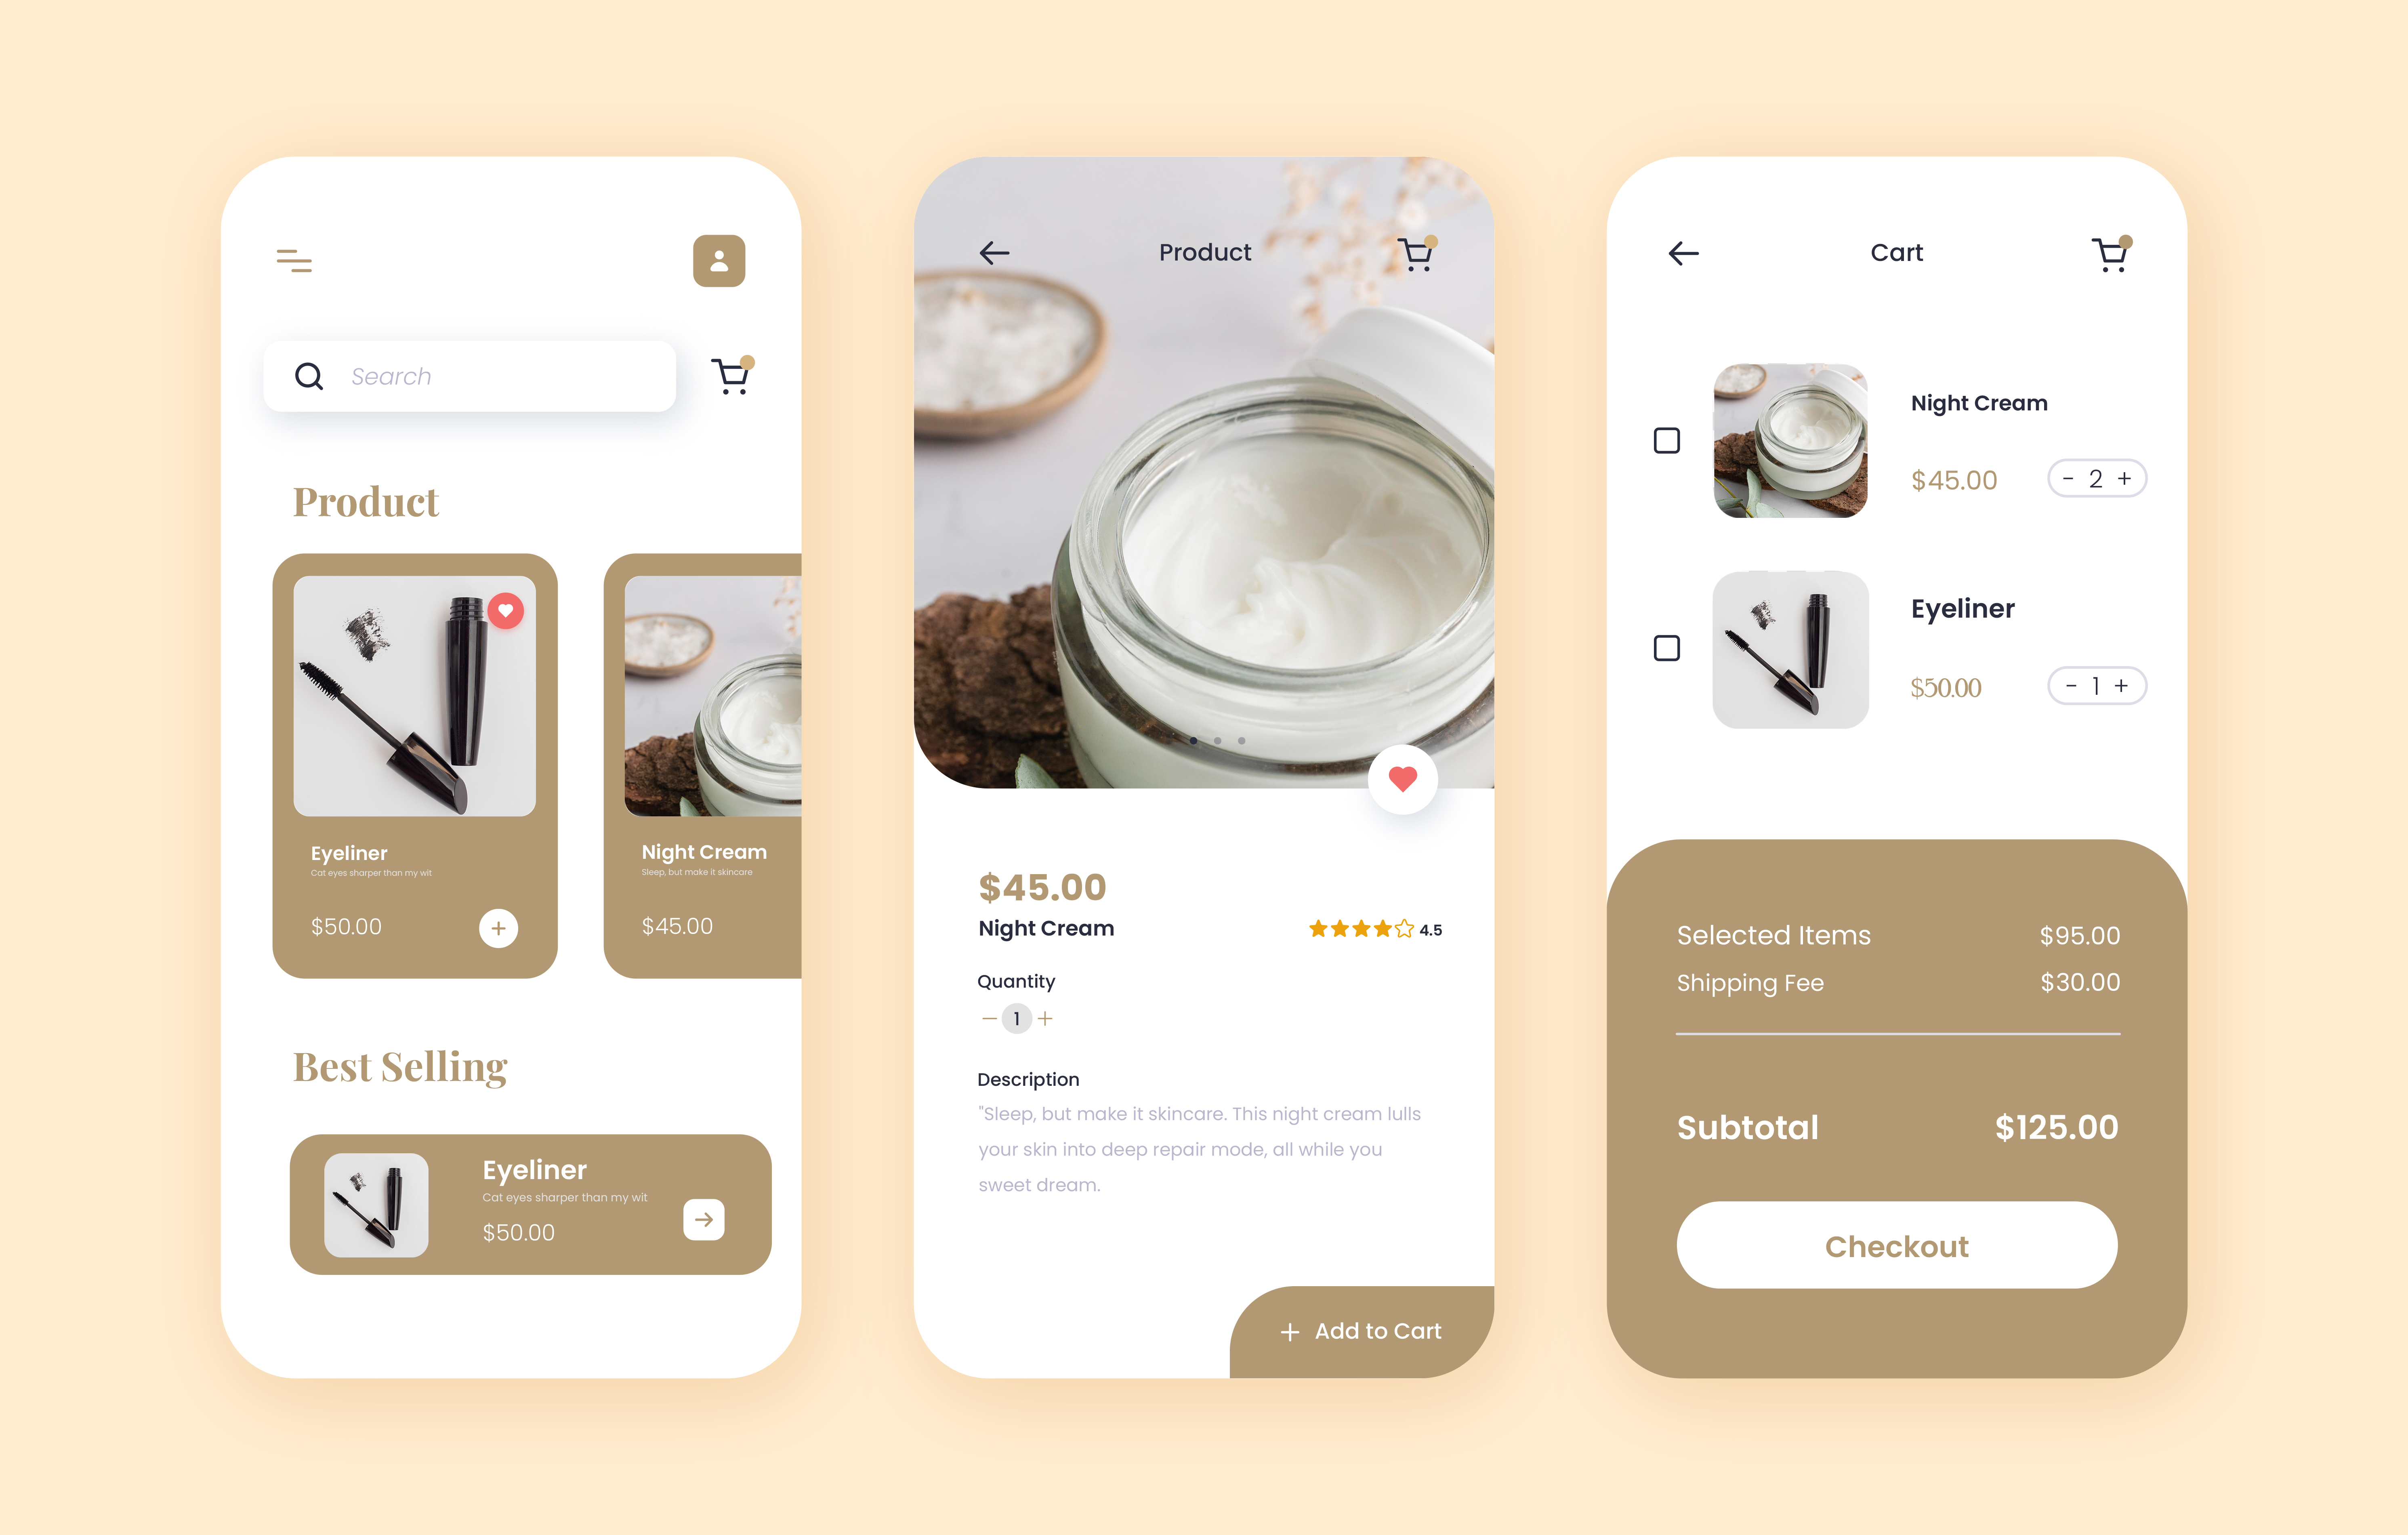 Search
Product
Eyeliner
Cat eyes sharper than my wit
$50.00
+
Night Cream
Sleep, but make it skincare
$45.00
Best Selling
Eyeliner
Cat eyes sharper than my wit
$50.00
Product
$45.00
Night Cream
4.5
Quantity
− 1 +
Description
"Sleep, but make it skincare. This night cream lulls
your skin into deep repair mode, all while you
sweet dream.
+ Add to Cart
Cart
Night Cream
$45.00 - 2 +
Eyeliner
$50.00 - 1 +
Selected Items $95.00
Shipping Fee $30.00
Subtotal $125.00
Checkout